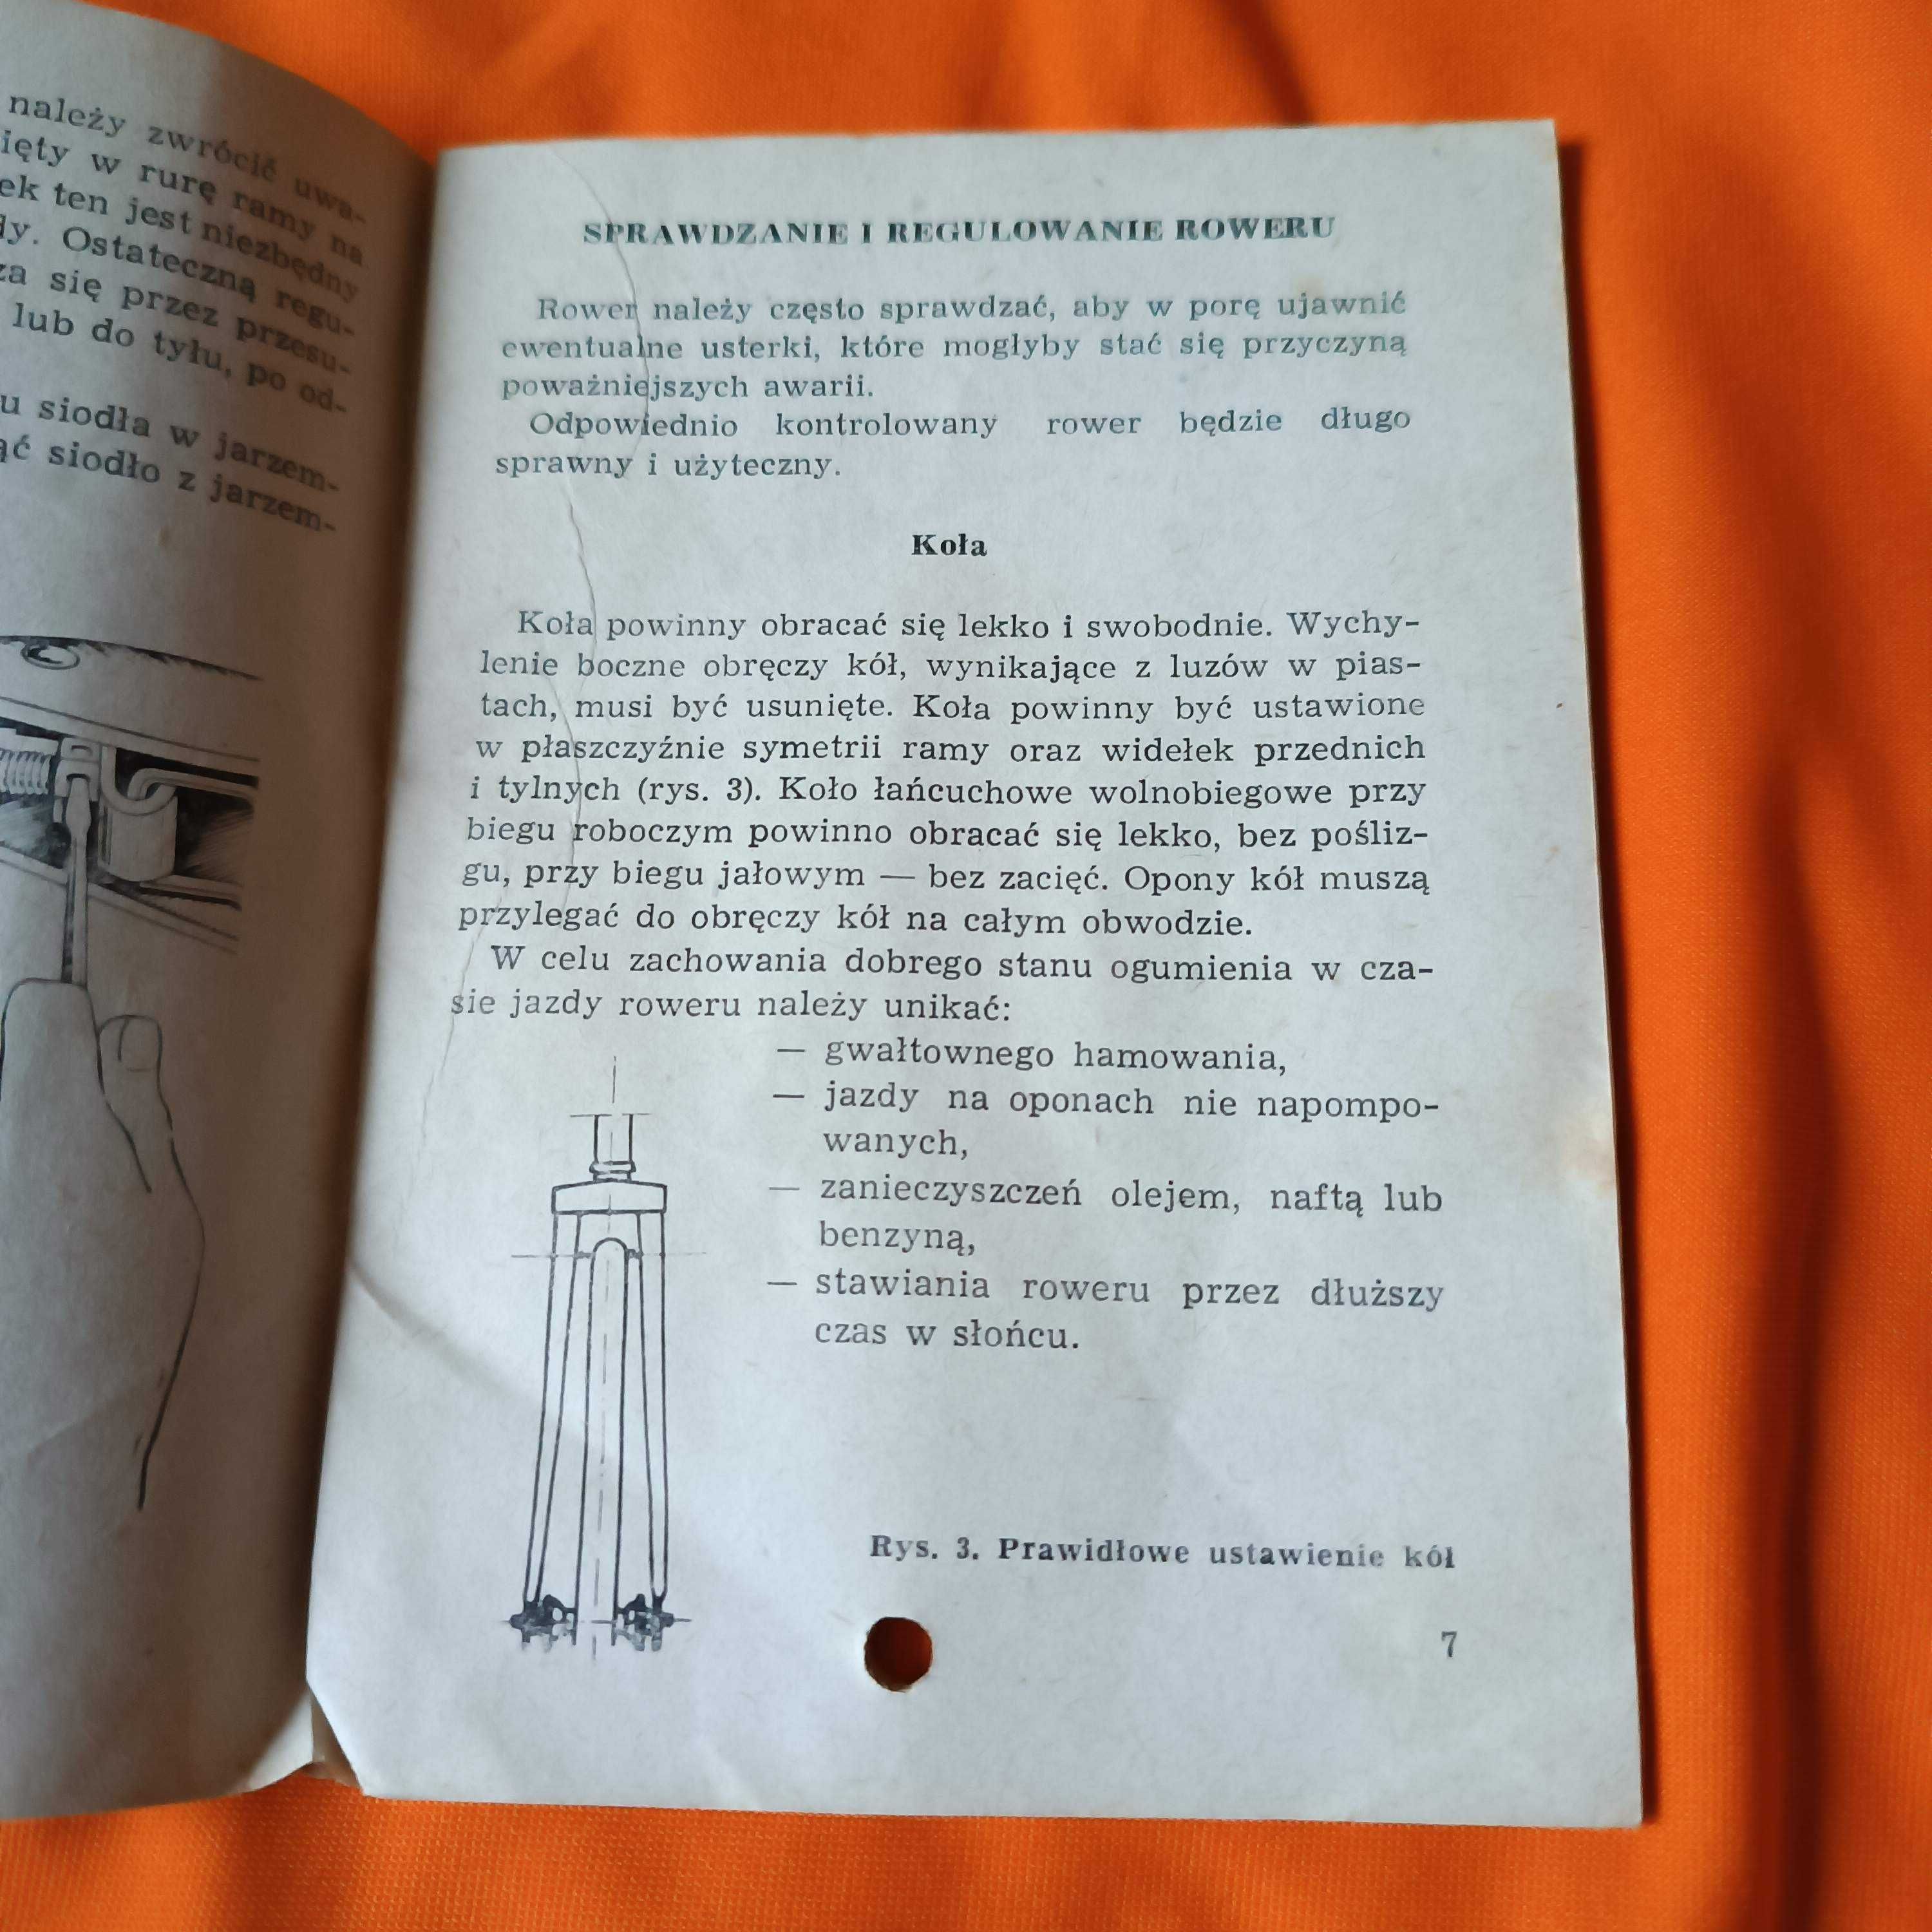 należy zwrócić uwa-
ięty w rurę ramy na
ek ten jest niezbędny
dy. Ostateczną regu-
za się przez przesu-
lub do tyłu, po od-
u siodła w jarzem-
ąć siodło z jarzem-
SPRAWDZANIE I REGULOWANIE ROWERU
Rower należy często sprawdzać, aby w porę ujawnić
ewentualne usterki, które mogłyby stać się przyczyną
poważniejszych awarii.
Odpowiednio kontrolowany rower będzie długo
sprawny i użyteczny.
Koła
Koła powinny obracać się lekko i swobodnie. Wychy-
lenie boczne obręczy kół, wynikające z luzów w pias-
tach, musi być usunięte. Koła powinny być ustawione
w płaszczyźnie symetrii ramy oraz widełek przednich
i tylnych (rys. 3). Koło łańcuchowe wolnobiegowe przy
biegu roboczym powinno obracać się lekko, bez pośliz-
gu, przy biegu jałowym — bez zacięć. Opony kół muszą
przylegać do obręczy kół na całym obwodzie.
W celu zachowania dobrego stanu ogumienia w cza-
sie jazdy roweru należy unikać:
— gwałtownego hamowania,
— jazdy na oponach nie napompo-
wanych,
— zanieczyszczeń olejem, naftą lub
benzyną,
— stawiania roweru przez dłuższy
czas w słońcu.
Rys. 3. Prawidłowe ustawienie kół
7